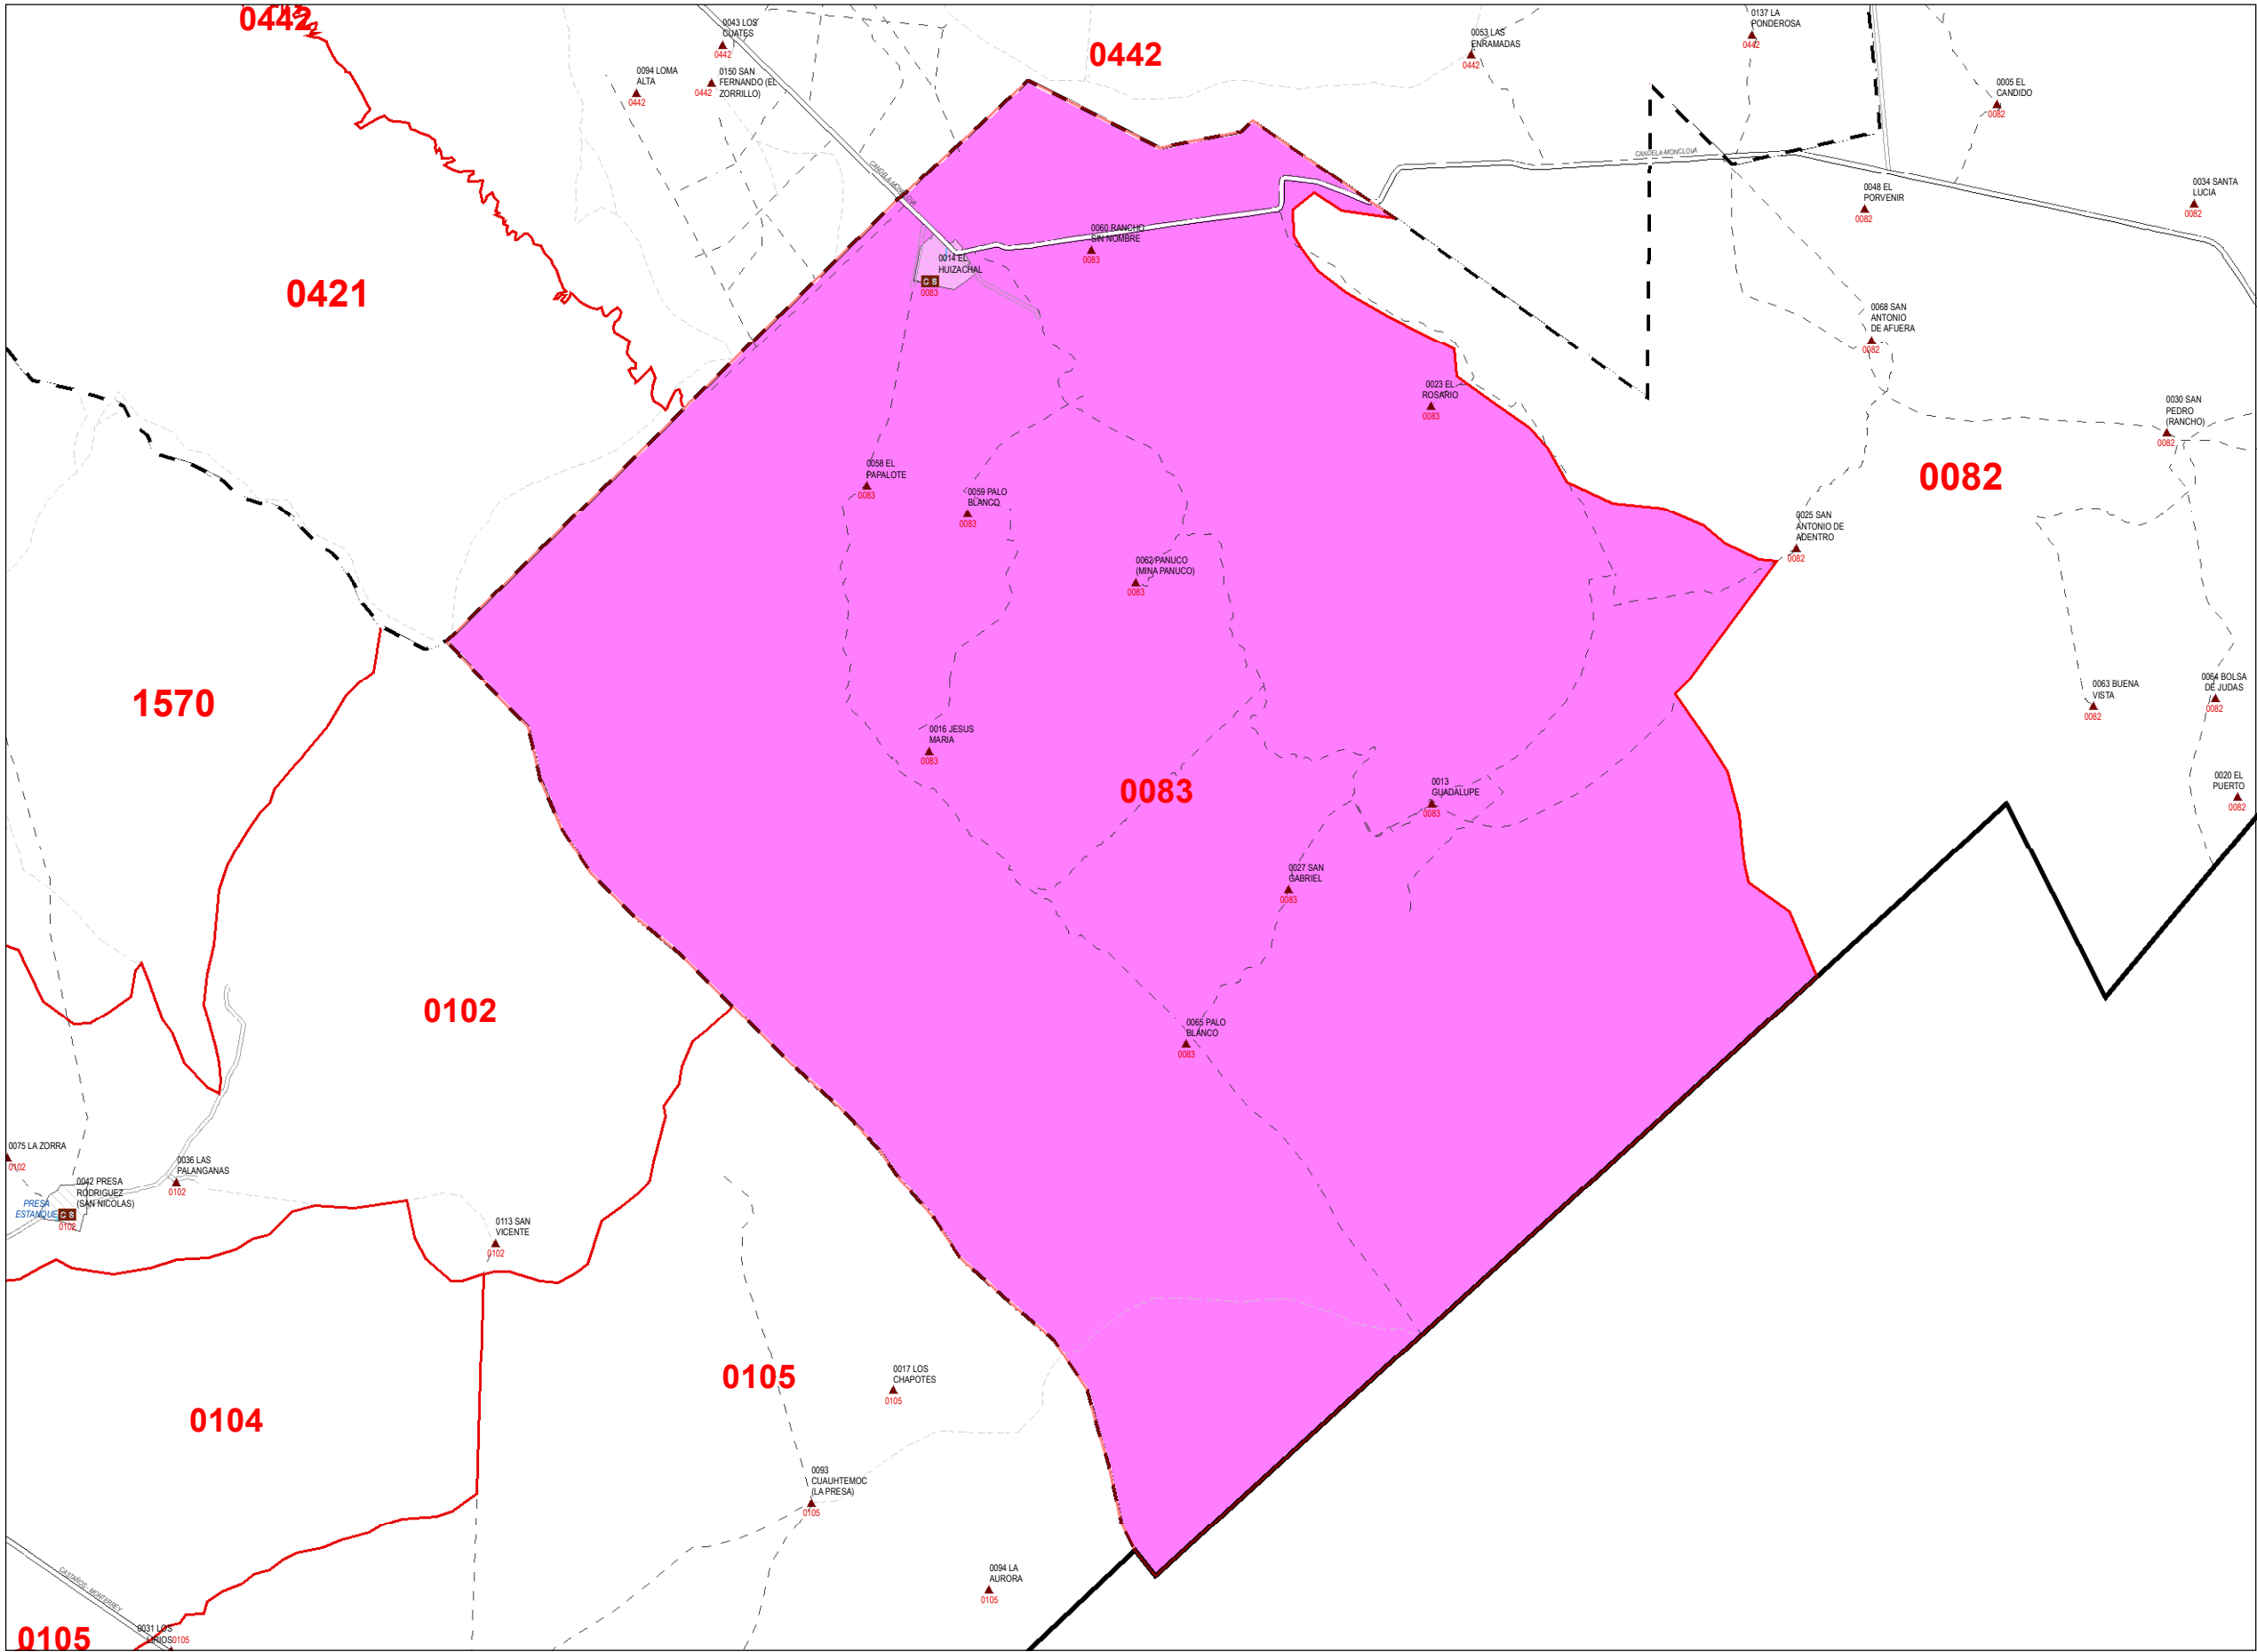 0442
0043 LOS
CUATES
0442
0094 LOMA
ALTA
0442
0150 SAN
FERNANDO (EL
ZORRILLO)
0442
0442
0053 LAS
ENRAMADAS
0442
0137 LA
PONDEROSA
0442
0005 EL
CANDIDO
0082
CANDELA-MONCLOVA
CANDELA-MONCLOVA
0048 EL
PORVENIR
0082
0034 SANTA
LUCIA
0082
0060 RANCHO
SIN NOMBRE
0083
0014 EL
HUIZACHAL
C S
0083
0421
0068 SAN
ANTONIO
DE AFUERA
0082
0023 EL
ROSARIO
0083
0030 SAN
PEDRO
(RANCHO)
0082
0082
0058 EL
PAPALOTE
0083
0059 PALO
BLANCO
0083
0025 SAN
ANTONIO DE
ADENTRO
0082
0062 PANUCO
(MINA PANUCO)
0083
1570
0063 BUENA
VISTA
0082
0064 BOLSA
DE JUDAS
0082
0016 JESUS
MARIA
0083
0083
0013
GUADALUPE
0083
0020 EL
PUERTO
0082
0027 SAN
GABRIEL
0083
0102
0065 PALO
BLANCO
0083
0075 LA ZORRA
0102
0036 LAS
PALANGANAS
0102
0042 PRESA
RODRIGUEZ
(SAN NICOLAS)
PRESA
ESTANQUE
C S
0102
0113 SAN
VICENTE
0102
0105
0017 LOS
CHAPOTES
0105
0104
0093
CUAUHTEMOC
(LA PRESA)
0105
0094 LA
AURORA
0105
CASTAÑOS - MONTERREY
0031 LOS
LIRIOS
0105
0105